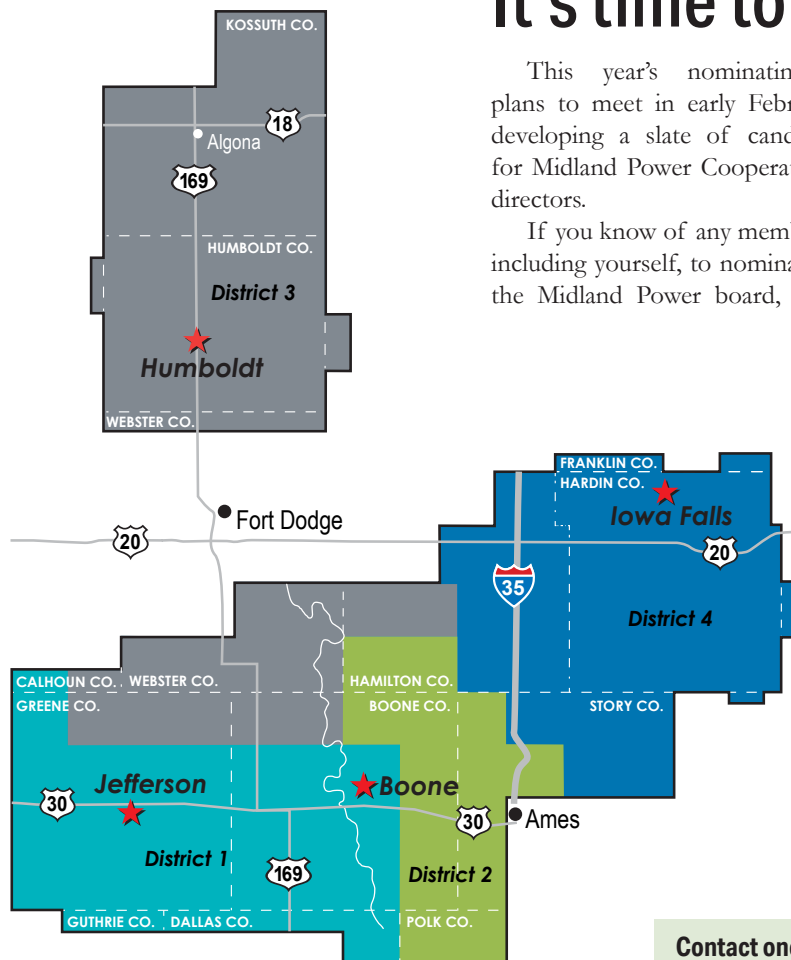 It's time to
This year's nominatin
plans to meet in early Febr
developing a slate of cand
for Midland Power Coopera
directors.
If you know of any memb
including yourself, to nomina
the Midland Power board,
KOSSUTH CO.
18
Algona
169
HUMBOLDT CO.
District 3
Humboldt
WEBSTER CO.
FRANKLIN CO.
HARDIN CO.
Iowa Falls
Fort Dodge
20
20
35
District 4
CALHOUN CO.
WEBSTER CO.
HAMILTON CO.
GREENE CO.
BOONE CO.
STORY CO.
Jefferson
Boone
30
30
Ames
District 1
169
District 2
GUTHRIE CO.
DALLAS CO.
POLK CO.
Contact on